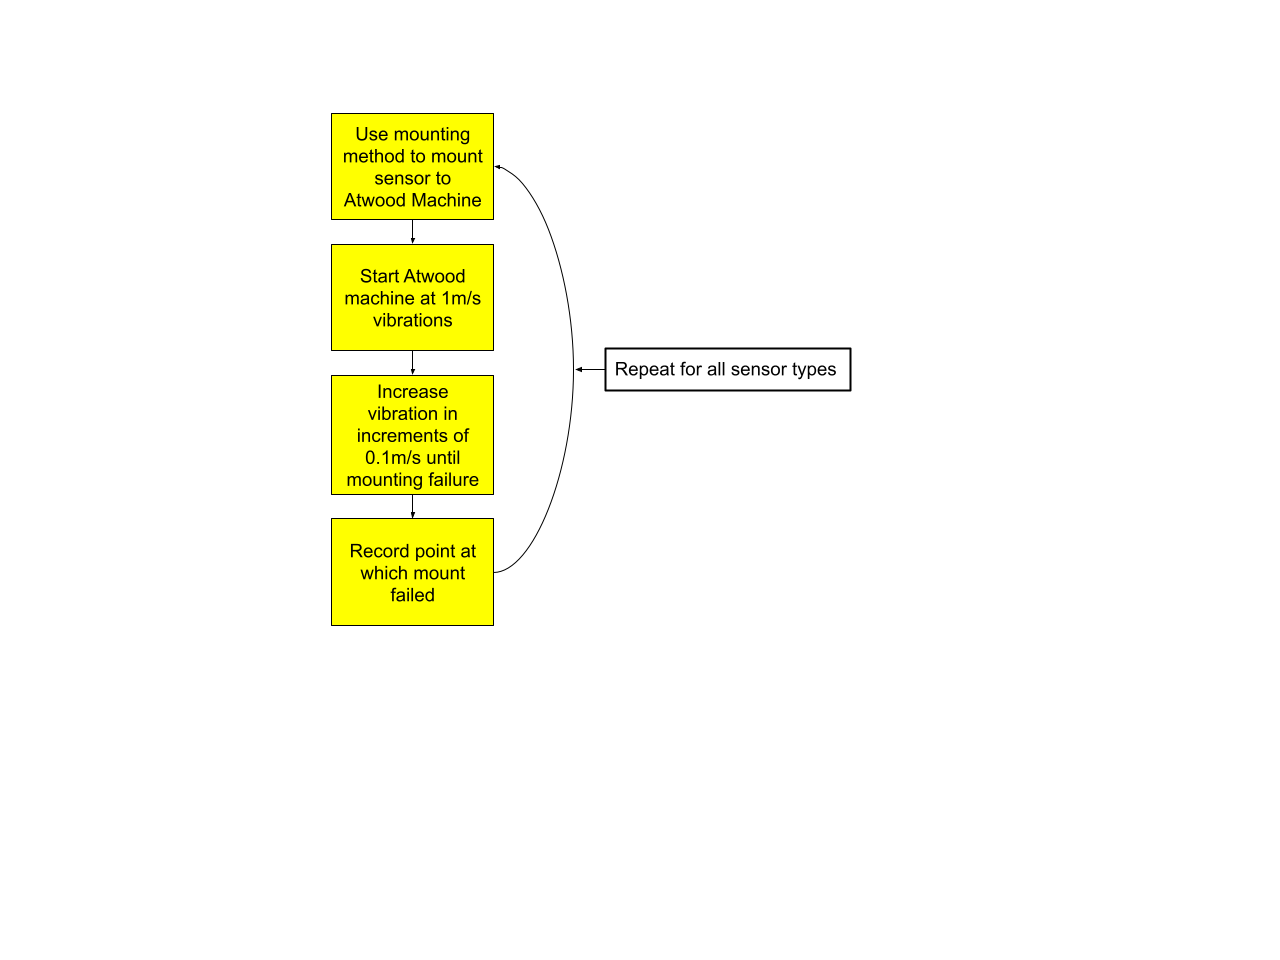 Use mounting
method to mount
sensor to
Atwood Machine
Start Atwood
machine at 1m/s
vibrations
Increase
vibration in
increments of
0.1m/s until
mounting failure
Record point at
which mount
failed
Repeat for all sensor types